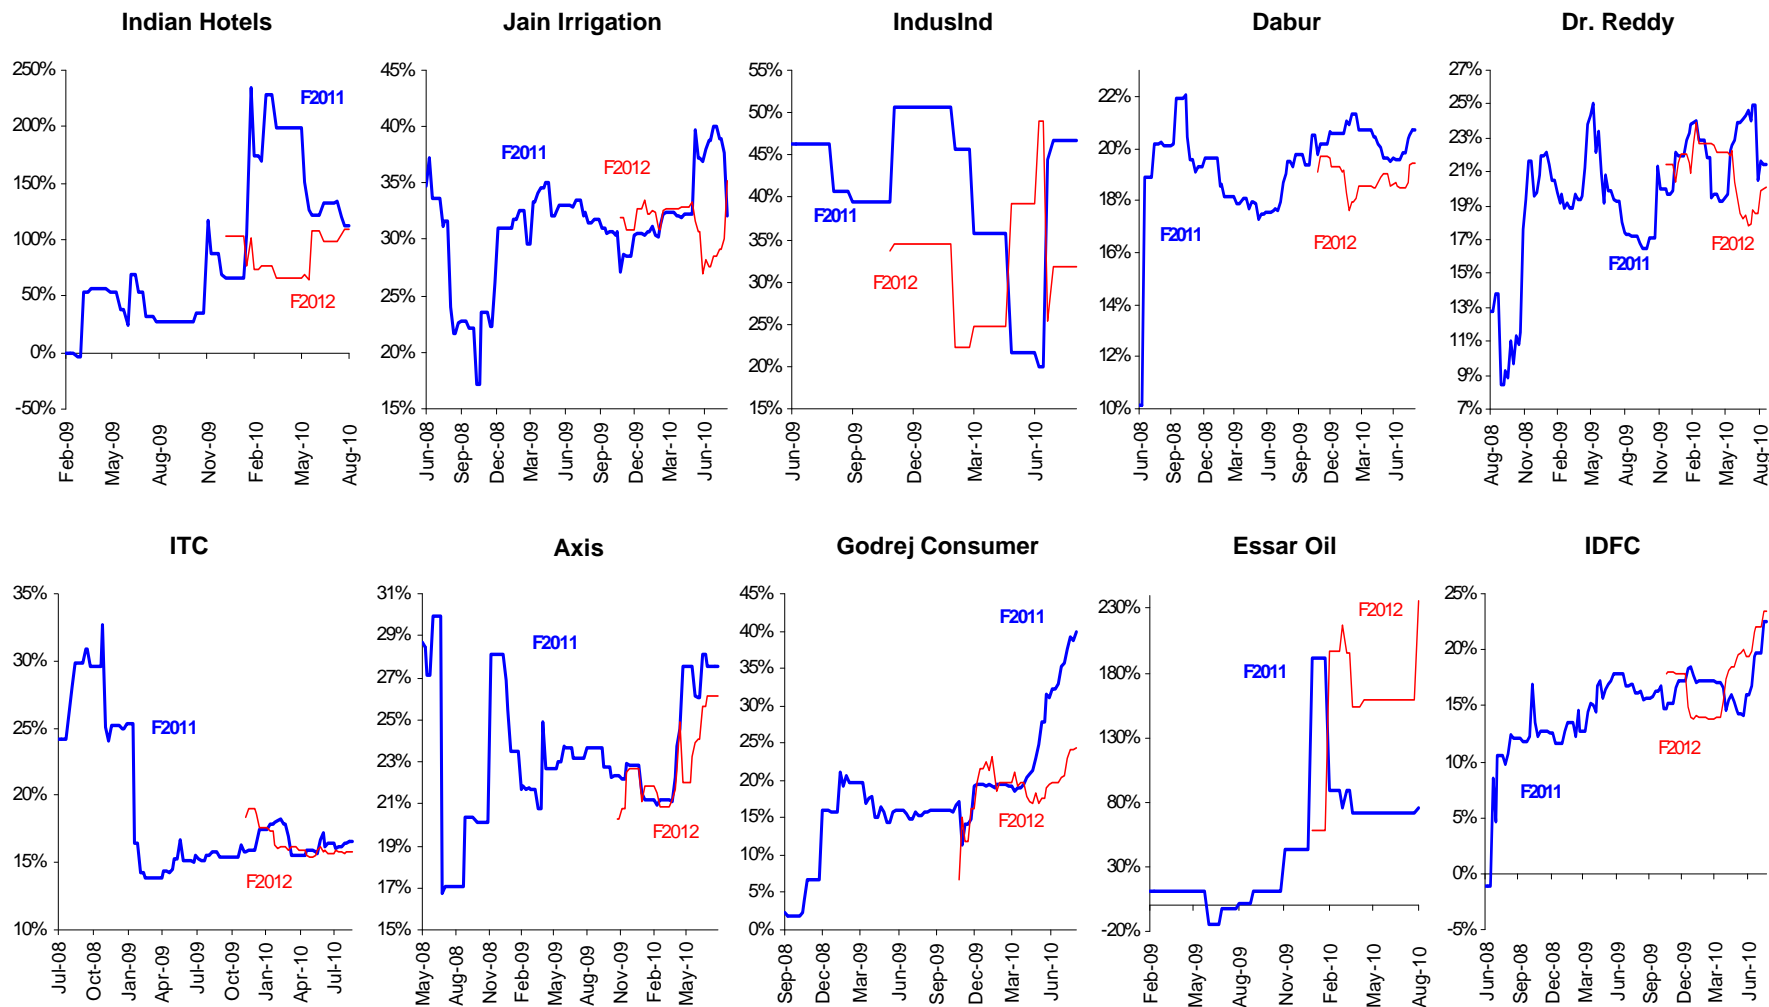 Indian Hotels
250%
200%
150%
100%
50%
0%
-50%
F2011
F2012
Feb-09
May-09
Aug-09
Nov-09
Feb-10
May-10
Aug-10
Jain Irrigation
45%
40%
35%
30%
25%
20%
15%
F2011
F2012
Jun-08
Sep-08
Dec-08
Mar-09
Jun-09
Sep-09
Dec-09
Mar-10
Jun-10
IndusInd
55%
50%
45%
40%
35%
30%
25%
20%
15%
F2011
F2012
Jun-09
Sep-09
Dec-09
Mar-10
Jun-10
Dabur
22%
20%
18%
16%
14%
12%
10%
F2011
F2012
Jun-08
Sep-08
Dec-08
Mar-09
Jun-09
Sep-09
Dec-09
Mar-10
Jun-10
Dr. Reddy
27%
25%
23%
21%
19%
17%
15%
13%
11%
9%
7%
F2011
F2012
Aug-08
Nov-08
Feb-09
May-09
Aug-09
Nov-09
Feb-10
May-10
Aug-10
ITC
35%
30%
25%
20%
15%
10%
F2011
F2012
Jul-08
Oct-08
Jan-09
Apr-09
Jul-09
Oct-09
Jan-10
Apr-10
Jul-10
Axis
31%
29%
27%
25%
23%
21%
19%
17%
15%
F2011
F2012
May-08
Aug-08
Nov-08
Feb-09
May-09
Aug-09
Nov-09
Feb-10
May-10
Godrej Consumer
45%
40%
35%
30%
25%
20%
15%
10%
5%
0%
F2011
F2012
Sep-08
Dec-08
Mar-09
Jun-09
Sep-09
Dec-09
Mar-10
Jun-10
Essar Oil
230%
180%
130%
80%
30%
-20%
F2012
F2011
Feb-09
May-09
Aug-09
Nov-09
Feb-10
May-10
Aug-10
IDFC
25%
20%
15%
10%
5%
0%
-5%
F2012
F2011
Jun-08
Sep-08
Dec-08
Mar-09
Jun-09
Sep-09
Dec-09
Mar-10
Jun-10